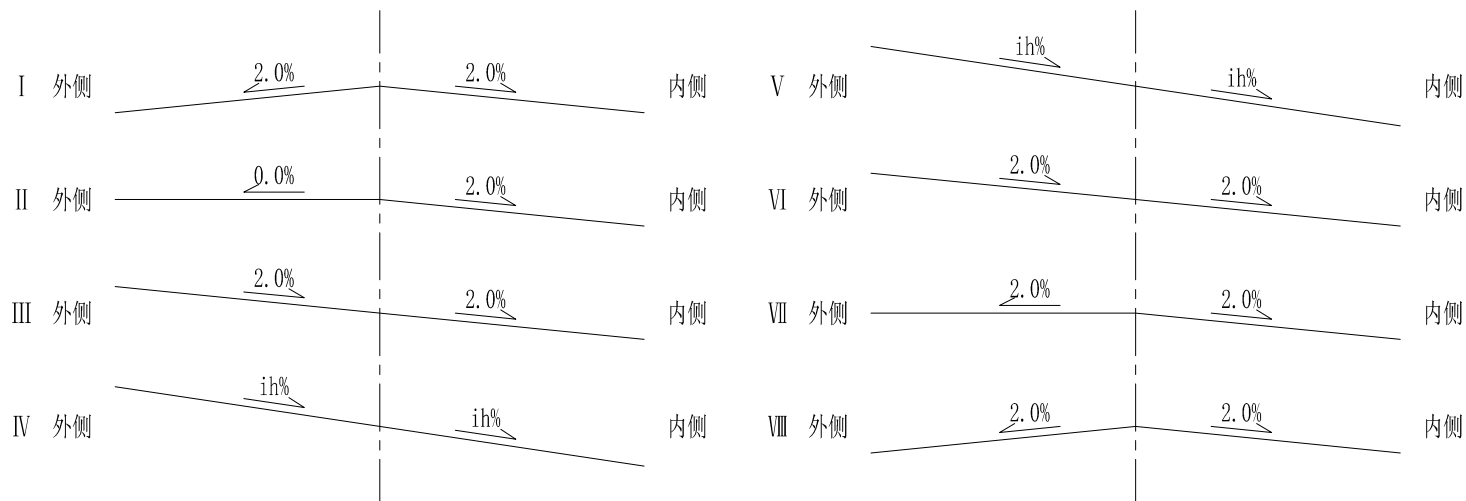 Ⅰ 外侧 2.0% 2.0% 内侧
Ⅱ 外侧 0.0% 2.0% 内侧
Ⅲ 外侧 2.0% 2.0% 内侧
Ⅳ 外侧 ih% ih% 内侧
Ⅴ 外侧 ih% ih% 内侧
Ⅵ 外侧 2.0% 2.0% 内侧
Ⅶ 外侧 2.0% 2.0% 内侧
Ⅷ 外侧 2.0% 2.0% 内侧